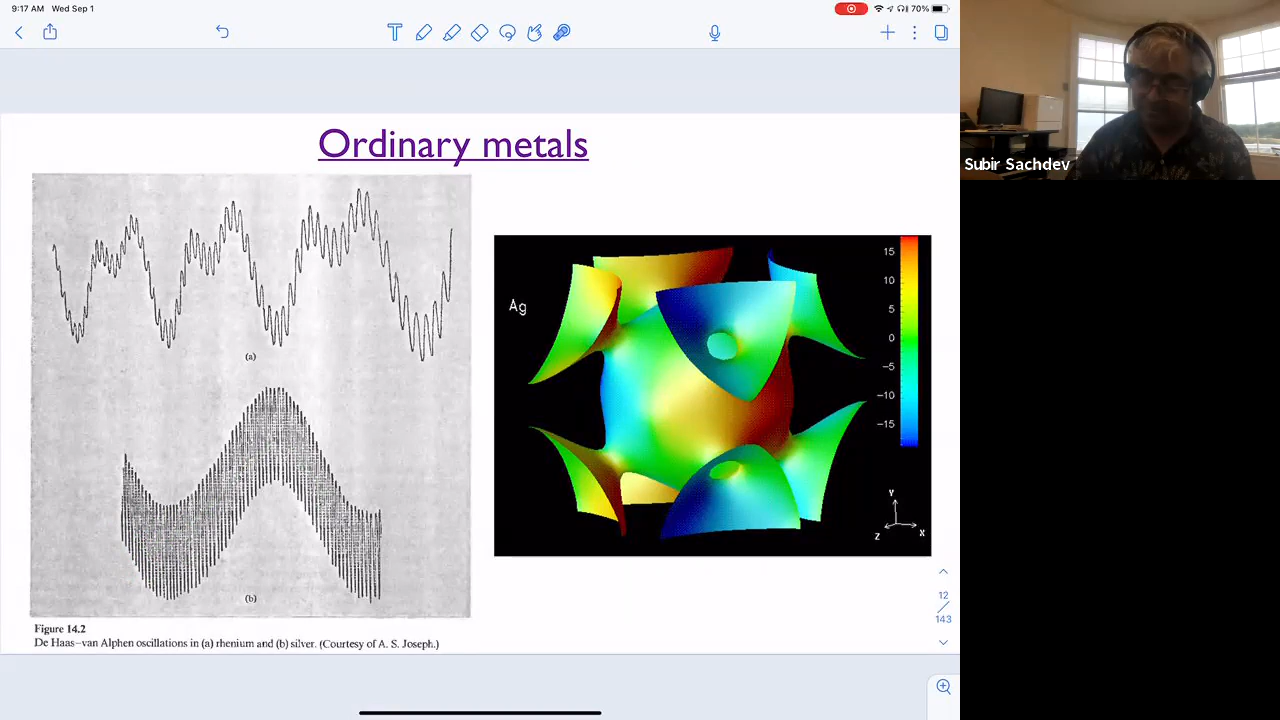 9:17 AM Wed Sep 1
70%
Ordinary metals
(a)
(b)
Figure 14.2
De Haas–van Alphen oscillations in (a) rhenium and (b) silver. (Courtesy of A. S. Joseph.)
Ag
15
10
5
0
−5
−10
−15
Y
Z
X
12
143
Subir Sachdev